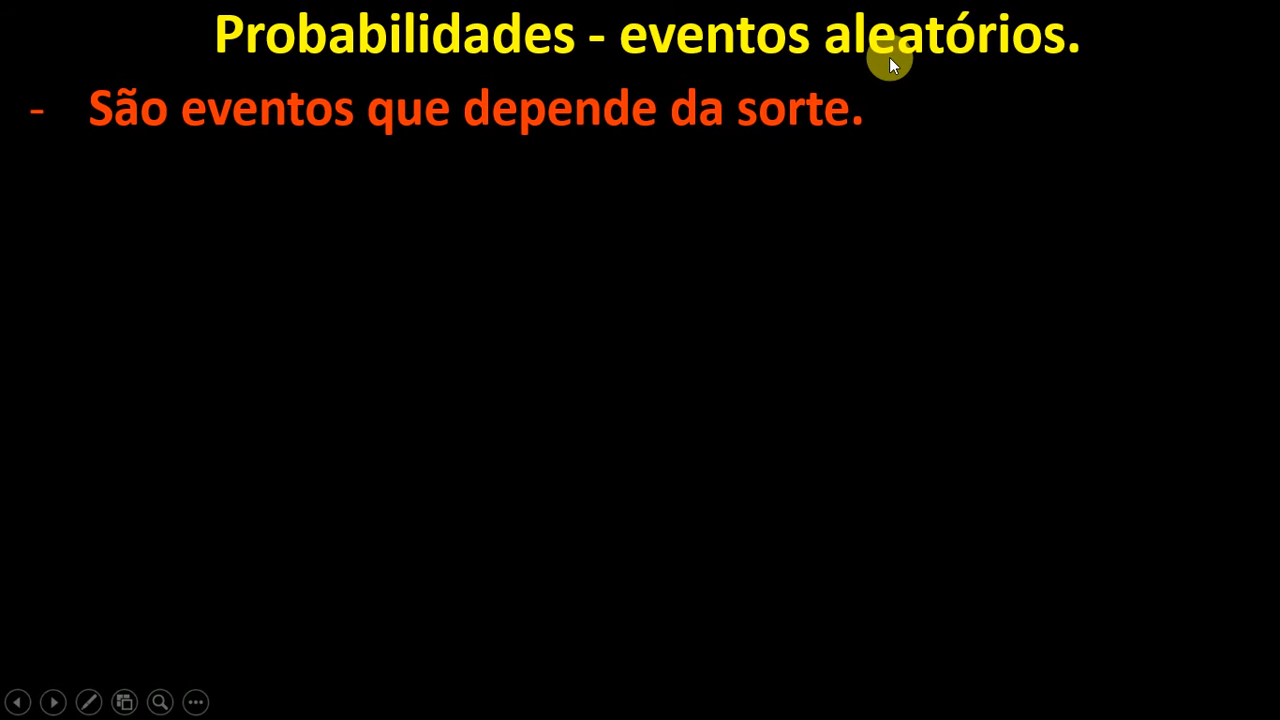 Probabilidades - eventos aleatórios.
- São eventos que depende da sorte.